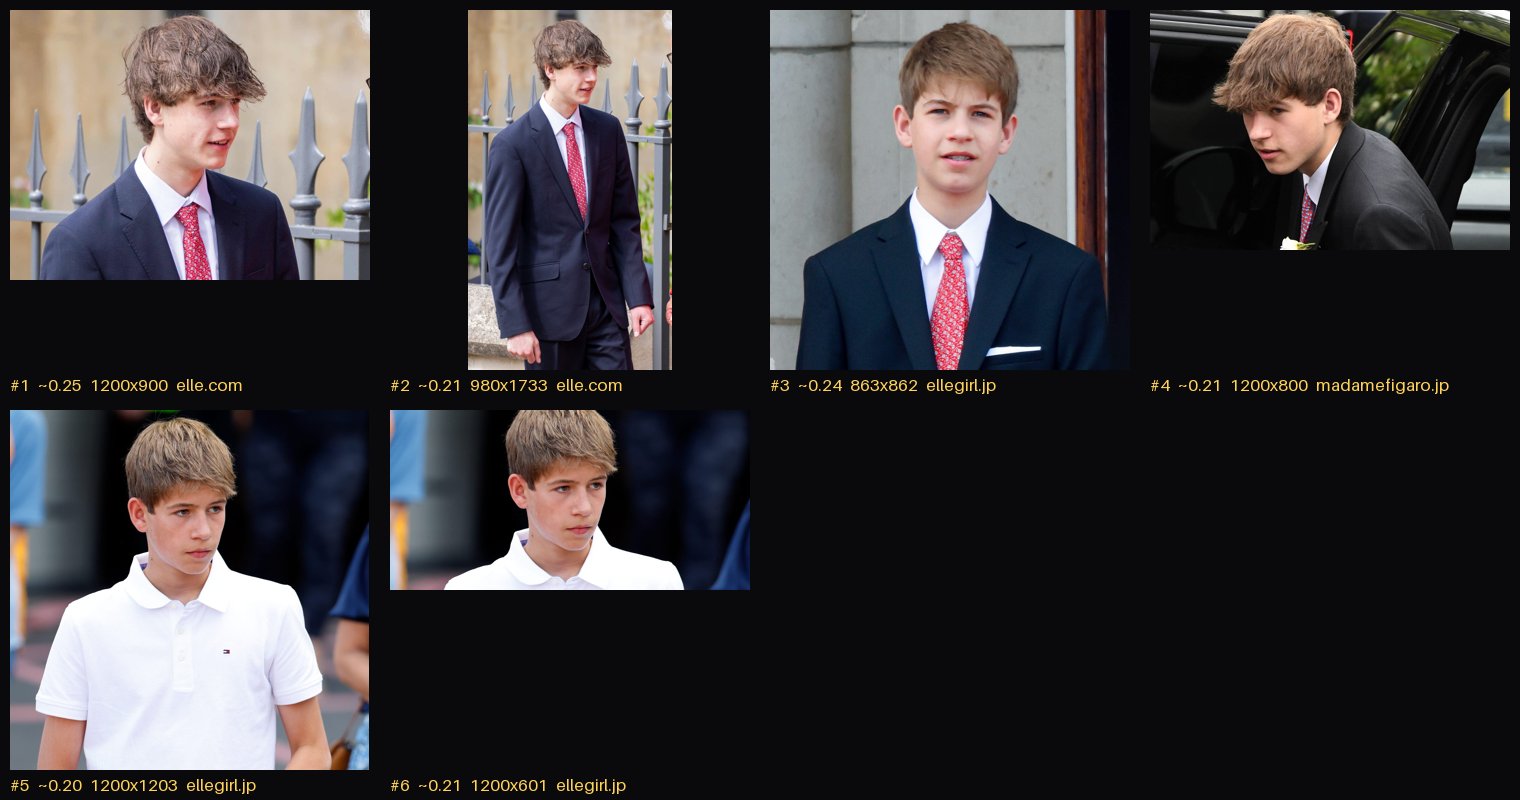 #1 ~0.25 1200x900 elle.com
#2 ~0.21 980x1733 elle.com
#3 ~0.24 863x862 ellegirl.jp
#4 ~0.21 1200x800 madamefigaro.jp
#5 ~0.20 1200x1203 ellegirl.jp
#6 ~0.21 1200x601 ellegirl.jp